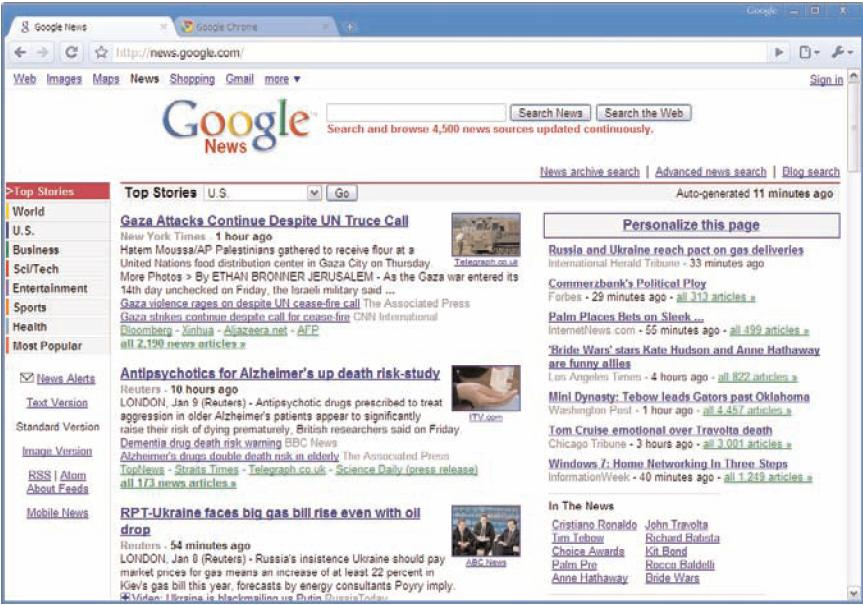 Google
Google News
Google Chrome
http://news.google.com/
Web Images Maps News Shopping Gmail more ▼
Sign in
Google News
Search News
Search the Web
Search and browse 4,500 news sources updated continuously.
News archive search | Advanced news search | Blog search
>Top Stories
World
U.S.
Business
Sci/Tech
Entertainment
Sports
Health
Most Popular
News Alerts
Text Version
Standard Version
Image Version
RSS | Atom
About Feeds
Mobile News
Top Stories U.S. Go
Auto-generated 11 minutes ago
Gaza Attacks Continue Despite UN Truce Call
New York Times - 1 hour ago
Hatem Moussa/AP Palestinians gathered to receive flour at a
United Nations food distribution center in Gaza City on Thursday.
More Photos > By ETHAN BRONNER JERUSALEM - As the Gaza war entered its
14th day unchecked on Friday, the Israeli military said ...
Gaza violence rages on despite UN cease-fire call The Associated Press
Gaza strikes continue despite call for cease-fire CNN International
Bloomberg - Xinhua - Aljazeera.net - AFP
all 2,190 news articles »
Telegraph.co.uk
Antipsychotics for Alzheimer's up death risk-study
Reuters - 10 hours ago
LONDON, Jan 9 (Reuters) - Antipsychotic drugs prescribed to treat
aggression in older Alzheimer's patients appear to significantly
raise their risk of dying prematurely, British researchers said on Friday.
Dementia drug death risk warning BBC News
Alzheimer's drugs double death risk in elderly The Associated Press
TopNews - Straits Times - Telegraph.co.uk - Science Daily (press release)
all 173 news articles »
ITV.com
RPT-Ukraine faces big gas bill rise even with oil
drop
Reuters - 54 minutes ago
LONDON, Jan 8 (Reuters) - Russia's insistence Ukraine should pay
market prices for gas means an increase of at least 22 percent in
Kiev's gas bill this year, forecasts by energy consultants Poyry imply.
Video: Ukraine is blackmailing us Putin RussiaToday
ABC News
Personalize this page
Russia and Ukraine reach pact on gas deliveries
International Herald Tribune - 33 minutes ago
Commerzbank's Political Ploy
Forbes - 29 minutes ago - all 313 articles »
Palm Places Bets on Sleek ...
InternetNews.com - 55 minutes ago - all 499 articles »
'Bride Wars' stars Kate Hudson and Anne Hathaway
are funny allies
Los Angeles Times - 4 hours ago - all 822 articles »
Mini Dynasty: Tebow leads Gators past Oklahoma
Washington Post - 1 hour ago - all 4,457 articles »
Tom Cruise emotional over Travolta death
Chicago Tribune - 3 hours ago - all 3,001 articles »
Windows 7: Home Networking In Three Steps
InformationWeek - 40 minutes ago - all 1,249 articles »
In The News
Cristiano Ronaldo John Travolta
Tim Tebow Richard Batista
Choice Awards Kit Bond
Palm Pre Rocco Baldelli
Anne Hathaway Bride Wars